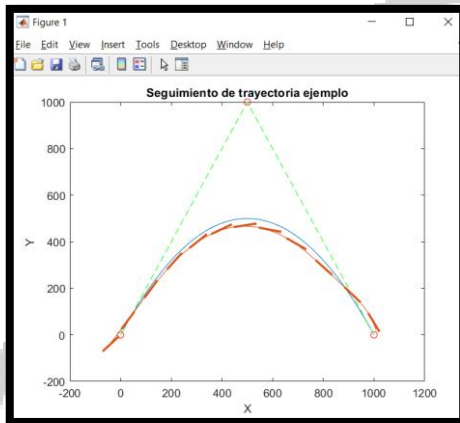 Figure 1
File Edit View Insert Tools Desktop Window Help
Seguimiento de trayectoria ejemplo
1000
800
600
400
200
0
-200
Y
-200 0 200 400 600 800 1000 1200
X